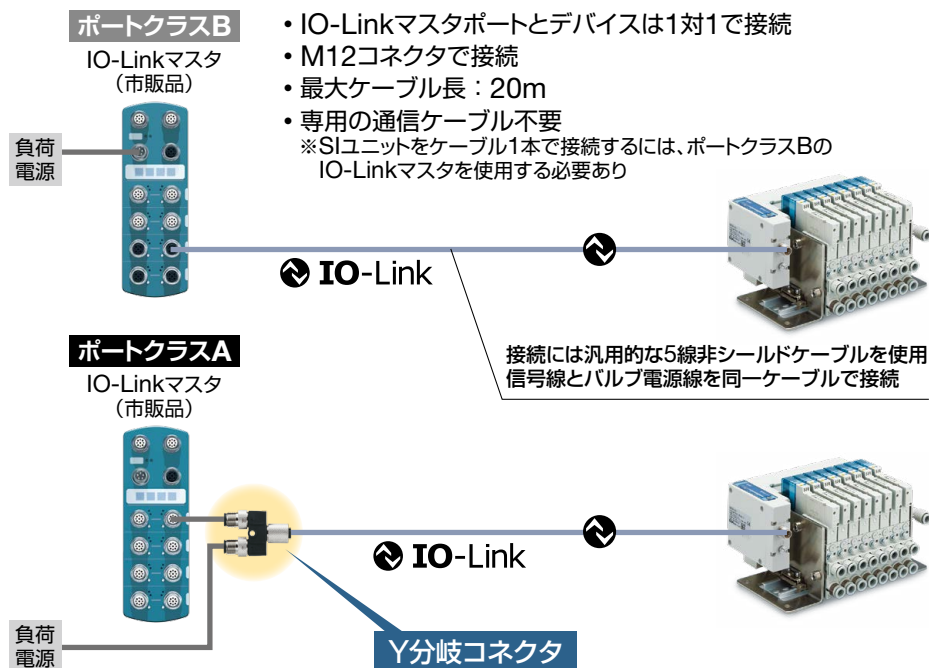 ポートクラスB
IO-Linkマスタ
（市販品）
負荷
電源
• IO-Linkマスタポートとデバイスは1対1で接続
• M12コネクタで接続
• 最大ケーブル長：20m
• 専用の通信ケーブル不要
※SIユニットをケーブル1本で接続するには、ポートクラスBの
IO-Linkマスタを使用する必要あり
IO-Link
接続には汎用的な5線非シールドケーブルを使用
信号線とバルブ電源線を同一ケーブルで接続
ポートクラスA
IO-Linkマスタ
（市販品）
IO-Link
負荷
電源
Y分岐コネクタ